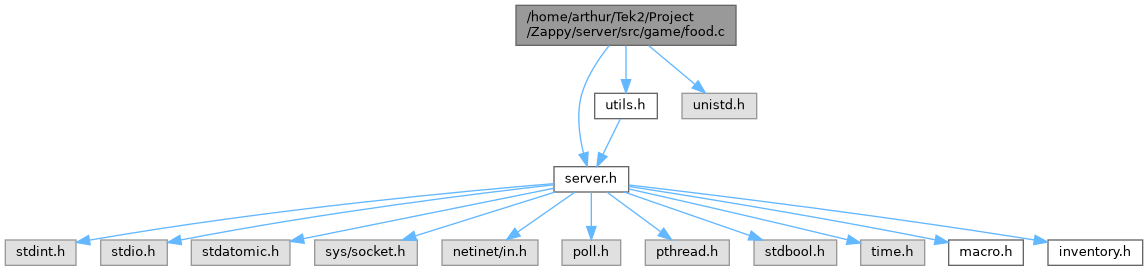 /home/arthur/Tek2/Project
/Zappy/server/src/game/food.c
utils.h
unistd.h
server.h
stdint.h
stdio.h
stdatomic.h
sys/socket.h
netinet/in.h
poll.h
pthread.h
stdbool.h
time.h
macro.h
inventory.h